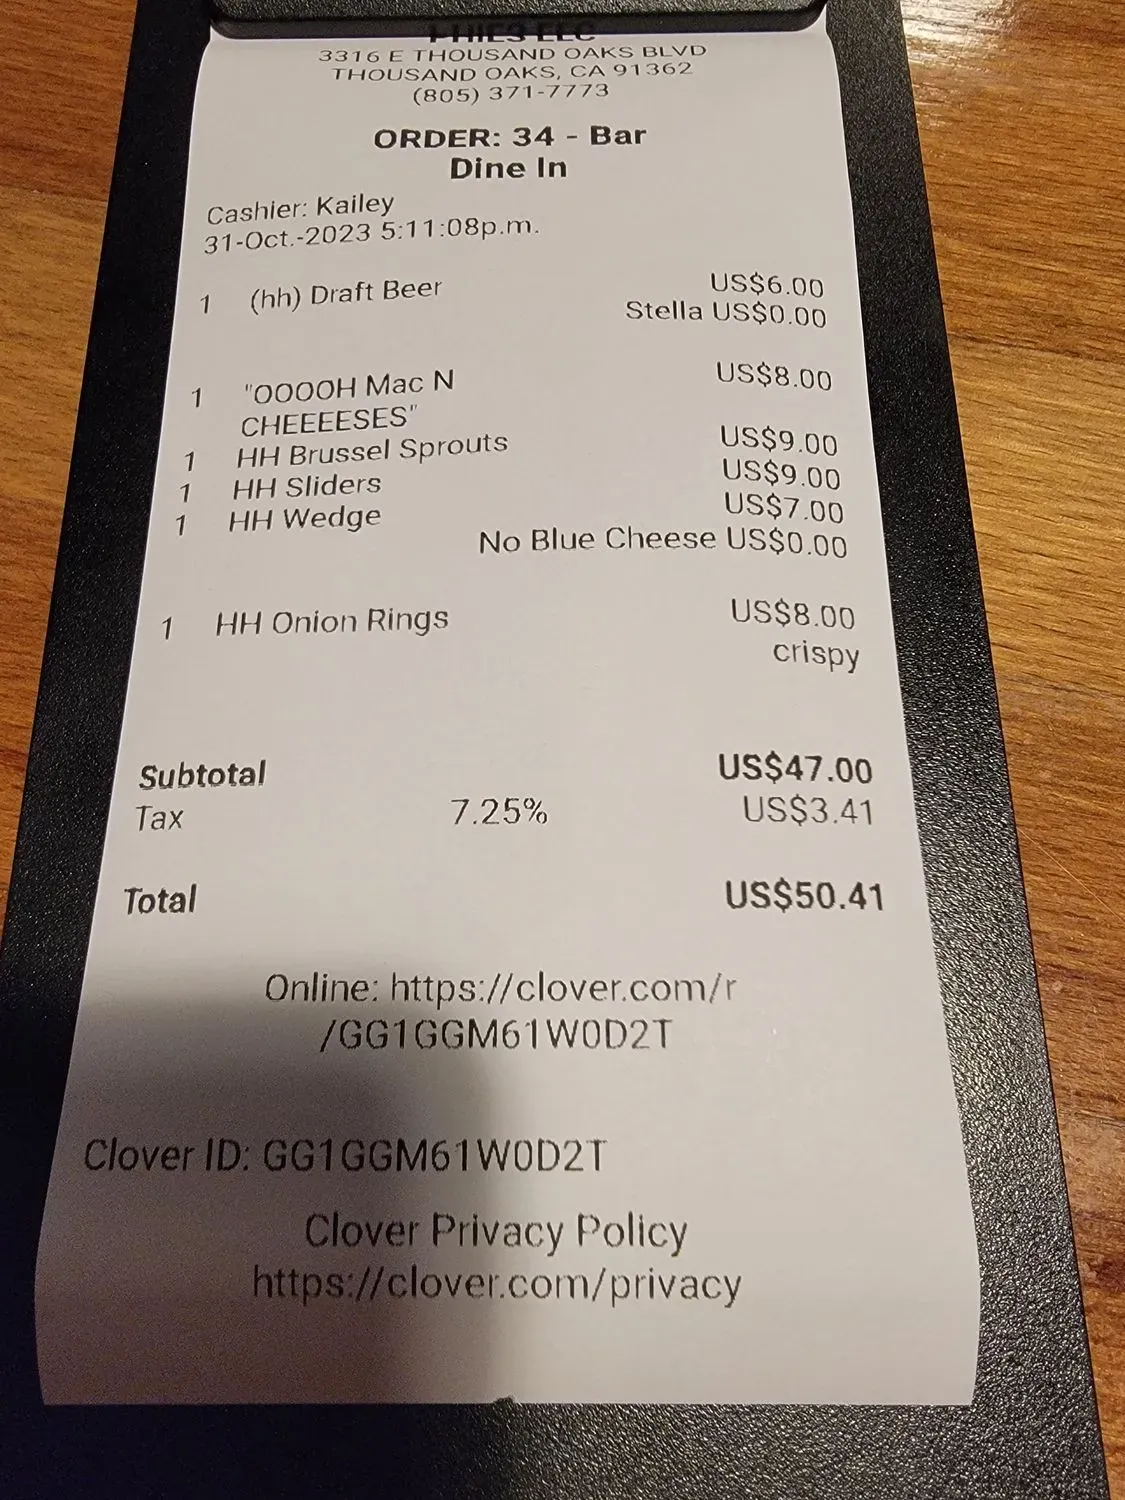 3316 E THOUSAND OAKS BLVD
THOUSAND OAKS, CA 91362
(805) 371-7773
ORDER: 34 - Bar
Dine In
Cashier: Kailey
31-Oct.-2023 5:11:08p.m.
1 (hh) Draft Beer US$6.00
Stella US$0.00
1 "OOOOH Mac N US$8.00
CHEEEESES"
1 HH Brussel Sprouts US$9.00
1 HH Sliders US$9.00
1 HH Wedge US$7.00
No Blue Cheese US$0.00
1 HH Onion Rings US$8.00
crispy
Subtotal US$47.00
Tax 7.25% US$3.41
Total US$50.41
Online: https://clover.com/r
/GG1GGM61W0D2T
Clover ID: GG1GGM61W0D2T
Clover Privacy Policy
https://clover.com/privacy